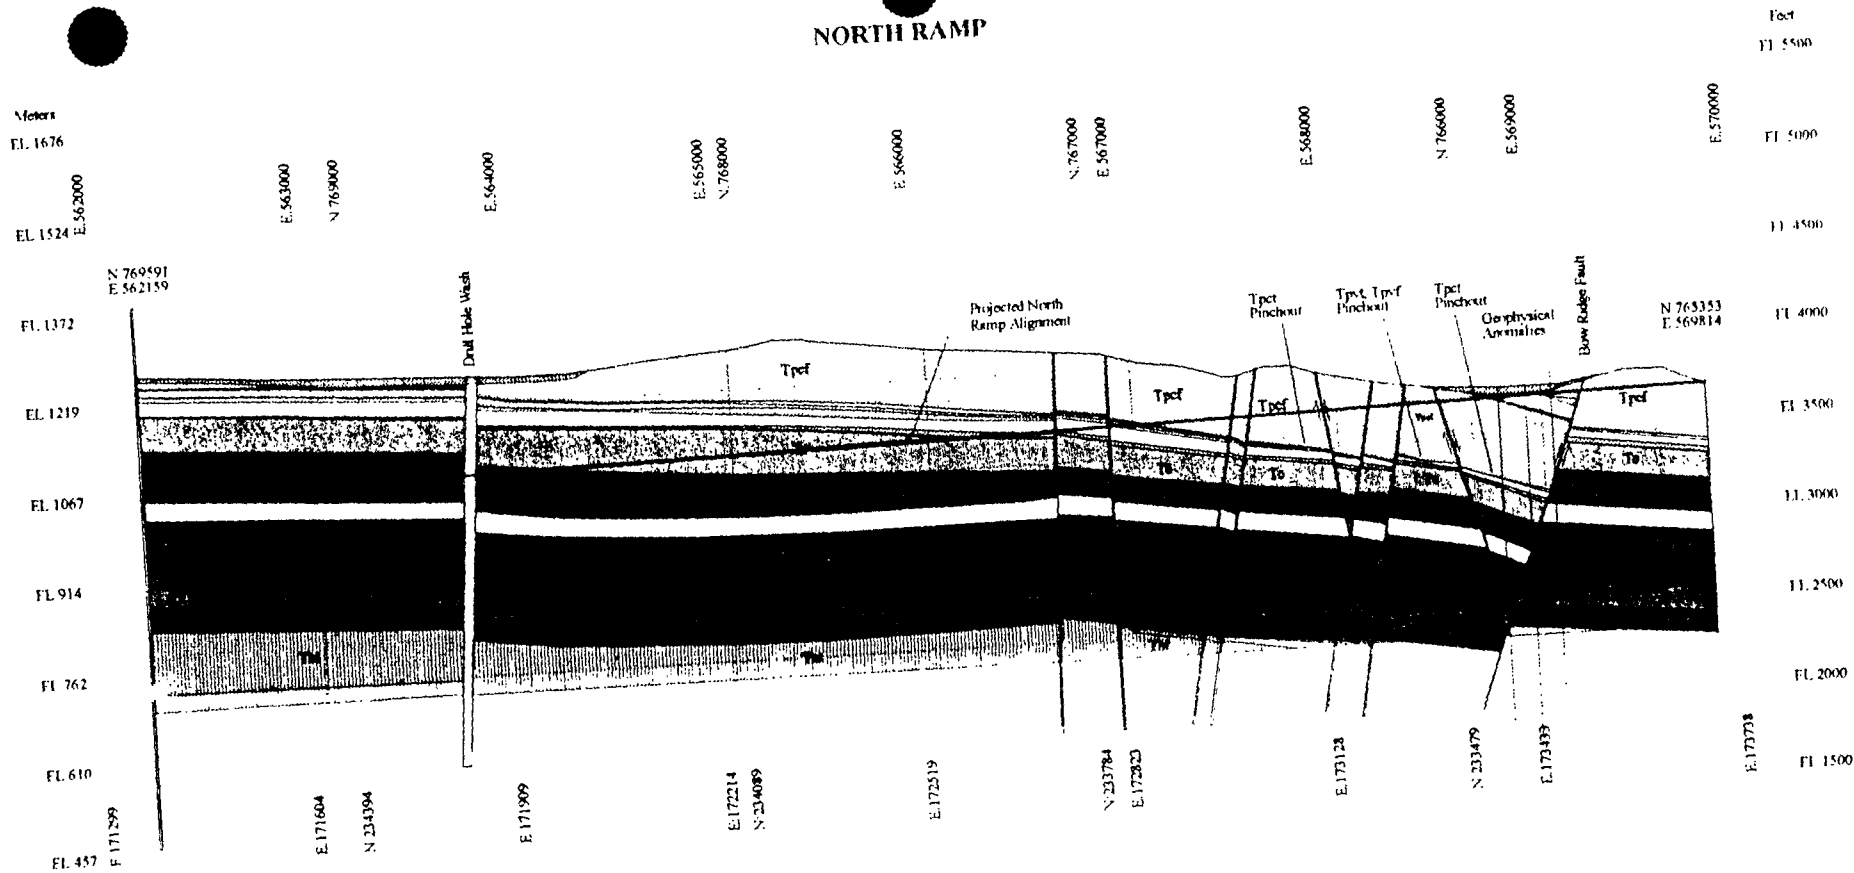 NORTH RAMP
Feet
EL 5500
Meters
EL 1676
E.562000
E.563000
N 769000
E.564000
E.565000
N.768000
E 566000
N.767000
E 567000
E.568000
N 766000
E.569000
E.570000
EL 5000
EL 1524
EL 4500
N 769591
E 562159
Drill Hole Wash
Projected North
Ramp Alignment
Tpct
Pinchout
Tpvt, Tpvf
Pinchout
Tpct
Pinchout
Geophysical
Anomalies
Bow Ridge Fault
N 765353
E 569814
EL 1372
EL 4000
Tpcf
Tpcf
Tpcf
Tpcf
EL 1219
EL 3500
EL 1067
EL 3000
EL 914
EL 2500
EL 762
EL 2000
EL 610
EL 1500
EL 457
E 171299
E 171604
N 234394
E 171909
E.172214
N.234089
E.172519
N.233784
E.172823
E.173128
N 233479
E.173433
E.173738